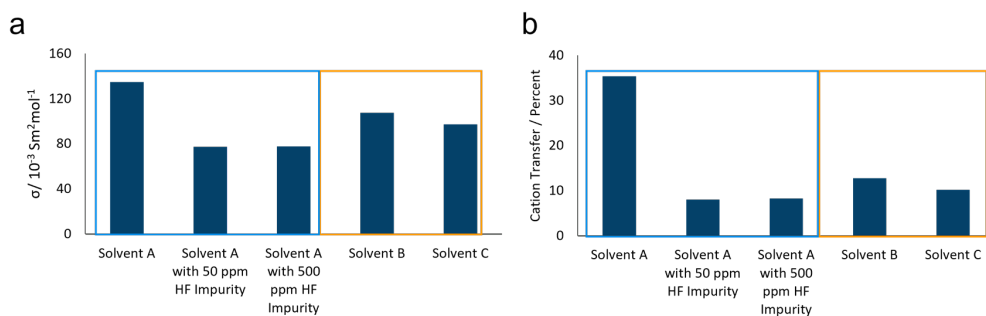 a
160
120
80
40
0
σ/ 10⁻³ Sm²mol⁻¹
Solvent A
Solvent A
with 50 ppm
HF Impurity
Solvent A
with 500
ppm HF
Impurity
Solvent B
Solvent C
b
40
30
20
10
0
Cation Transfer / Percent
Solvent A
Solvent A
with 50 ppm
HF Impurity
Solvent A
with 500
ppm HF
Impurity
Solvent B
Solvent C